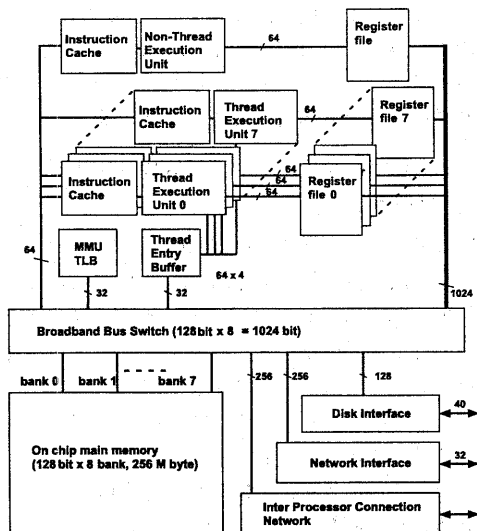 Instruction
Cache
Non-Thread
Execution
Unit
64
Register
file
Instruction
Cache
Thread
Execution
Unit 7
64
Register
file 7
Instruction
Cache
Thread
Execution
Unit 0
64
64
64
Register
file 0
64
MMU
TLB
Thread
Entry
Buffer
64 x 4
32
32
1024
Broadband Bus Switch (128bit x 8 = 1024 bit)
bank 0
bank 1
bank 7
256
256
128
On chip main memory
(128 bit x 8 bank, 256 M byte)
Disk Interface
40
Network Interface
32
Inter Processor Connection
Network